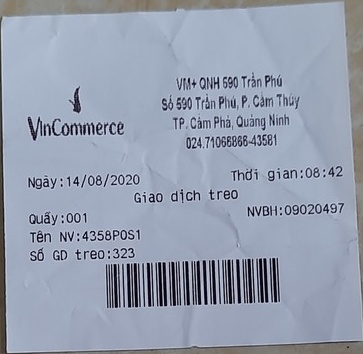 VM+ QNH 590 Trần Phú
Số 590 Trần Phú, P. Cẩm Thủy
TP. Cẩm Phả, Quảng Ninh
024.71066866-43581
VinCommerce
Ngày:14/08/2020 Thời gian:08:42
Giao dịch treo
Quầy:001 NVBH:09020497
Tên NV:4358POS1
Số GD treo:323